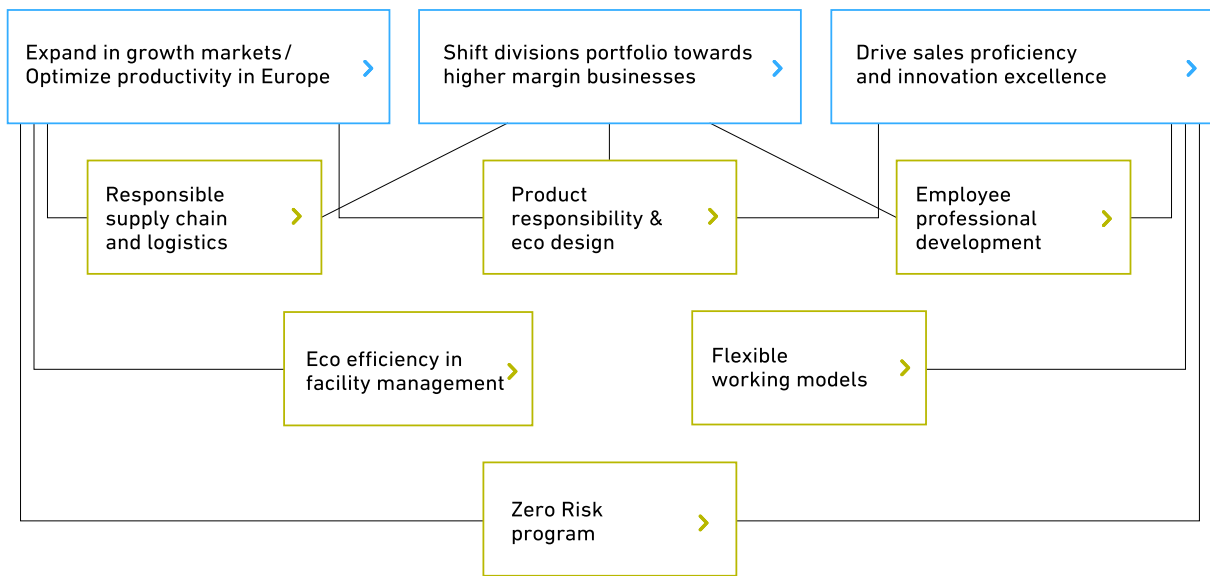 Expand in growth markets/
Optimize productivity in Europe
Shift divisions portfolio towards
higher margin businesses
Drive sales proficiency
and innovation excellence
Responsible
supply chain
and logistics
Product
responsibility &
eco design
Employee
professional
development
Eco efficiency in
facility management
Flexible
working models
Zero Risk
program